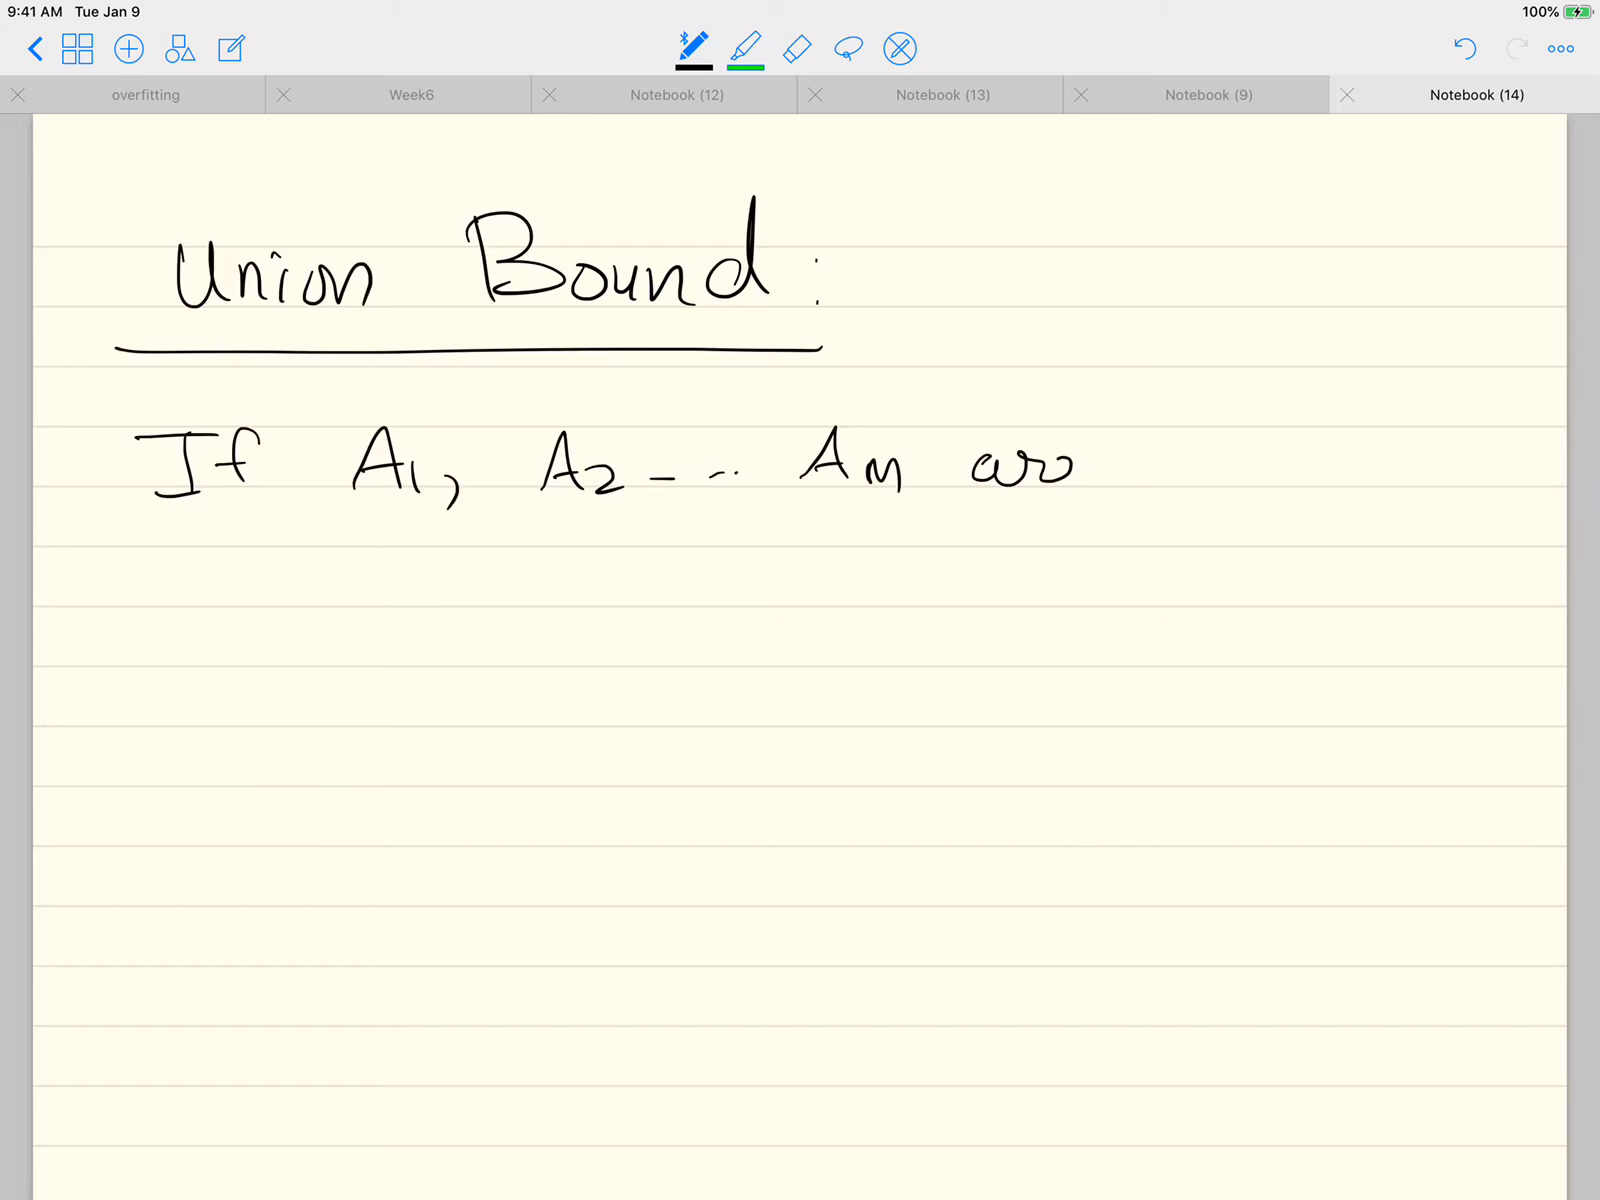 9:41 AM Tue Jan 9 100%
overfitting Week6 Notebook (12) Notebook (13) Notebook (9) Notebook (14)
Union Bound:
If A1, A2 - -.. AM are